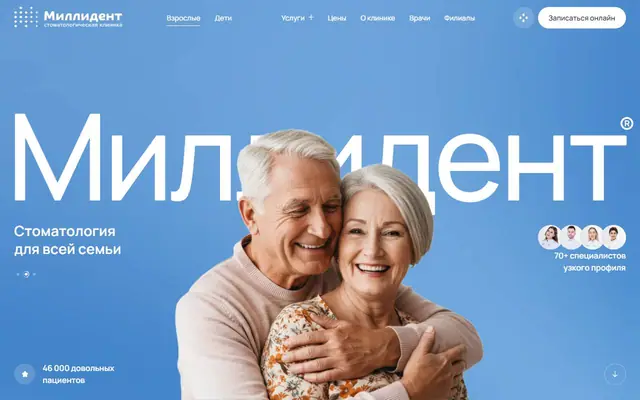 Миллидент
стоматологическая клиника
Взрослые Дети Услуги + Цены О клинике Врачи Филиалы
Записаться онлайн
Миллидент®
Стоматология
для всей семьи
70+ специалистов
узкого профиля
46 000 довольных
пациентов